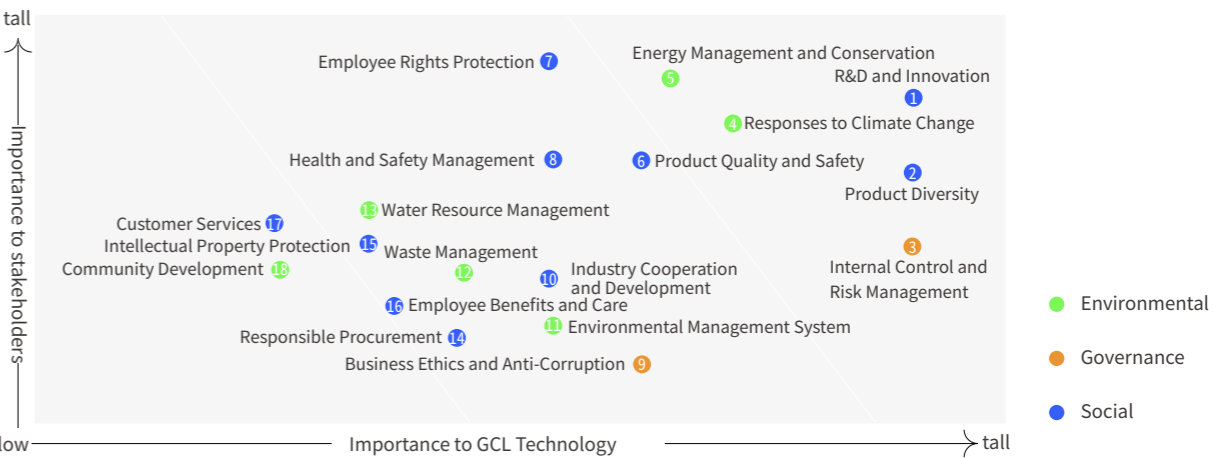 tall
Energy Management and Conservation
Employee Rights Protection 7
5
R&D and Innovation
1
4 Responses to Climate Change
Health and Safety Management 8
6 Product Quality and Safety
2
Product Diversity
13 Water Resource Management
Customer Services 17
Intellectual Property Protection 15
Waste Management
3
Community Development 18
12
10
Industry Cooperation
and Development
Internal Control and
Risk Management
16 Employee Benefits and Care
11 Environmental Management System
Responsible Procurement 14
Business Ethics and Anti-Corruption 9
Importance to stakeholders
Environmental
Governance
Social
low
Importance to GCL Technology
tall